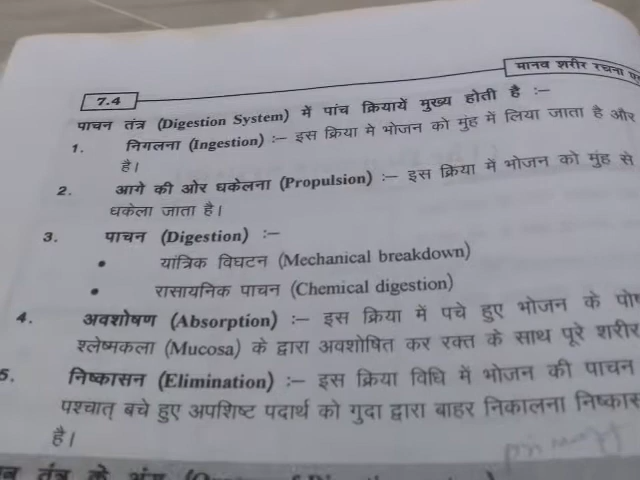 7.4
मानव शरीर रचना
पाचन तंत्र (Digestion System) में पांच क्रियायें मुख्य होती है :–
1. निगलना (Ingestion) :– इस क्रिया मे भोजन को मुंह में लिया जाता है और
है।
2. आगे की ओर धकेलना (Propulsion) :– इस क्रिया में भोजन को मुंह से
धकेला जाता है।
3. पाचन (Digestion) :–
• यांत्रिक विघटन (Mechanical breakdown)
• रासायनिक पाचन (Chemical digestion)
4. अवशोषण (Absorption) :– इस क्रिया में पचे हुए भोजन के
श्लेष्मकला (Mucosa) के द्वारा अवशोषित कर रक्त के साथ पूरे शरीर
5. निष्कासन (Elimination) :– इस क्रिया विधि में भोजन की पाचन
पश्चात् बचे हुए अपशिष्ट पदार्थ को गुदा द्वारा बाहर निकालना
है।
तंत्र के अंग